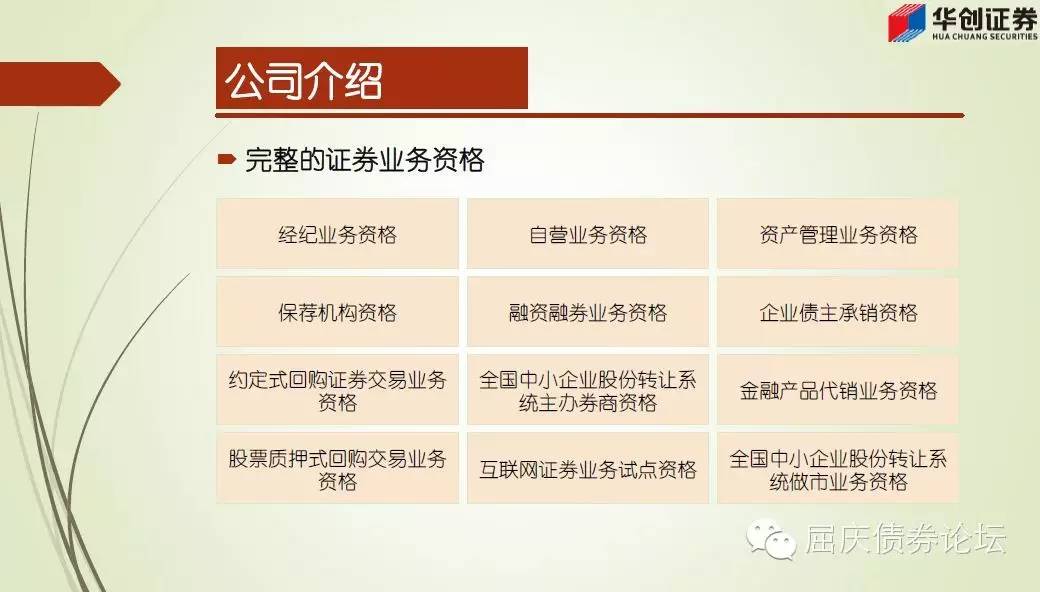 华创证券
HUA CHUANG SECURITIES
公司介绍
完整的证券业务资格
经纪业务资格
自营业务资格
资产管理业务资格
保荐机构资格
融资融券业务资格
企业债主承销资格
约定式回购证券交易业务
资格
全国中小企业股份转让系
统主办券商资格
金融产品代销业务资格
股票质押式回购交易业务
资格
互联网证券业务试点资格
全国中小企业股份转让系
统做市业务资格
屈庆债券论坛